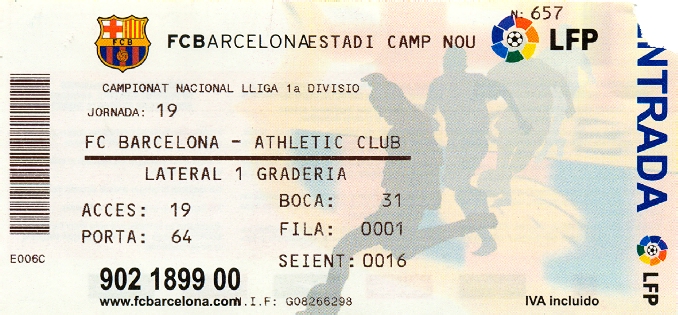 Nº 657
FCB
FCBARCELONA ESTADI CAMP NOU
LFP
CAMPIONAT NACIONAL LLIGA 1a DIVISIO
JORNADA: 19
FC BARCELONA - ATHLETIC CLUB
LATERAL 1 GRADERIA
ACCES: 19
BOCA: 31
PORTA: 64
FILA: 0001
SEIENT: 0016
E006C
902 1899 00
www.fcbarcelona.com N.I.F: G08266298
IVA incluido
ENTRADA
LFP